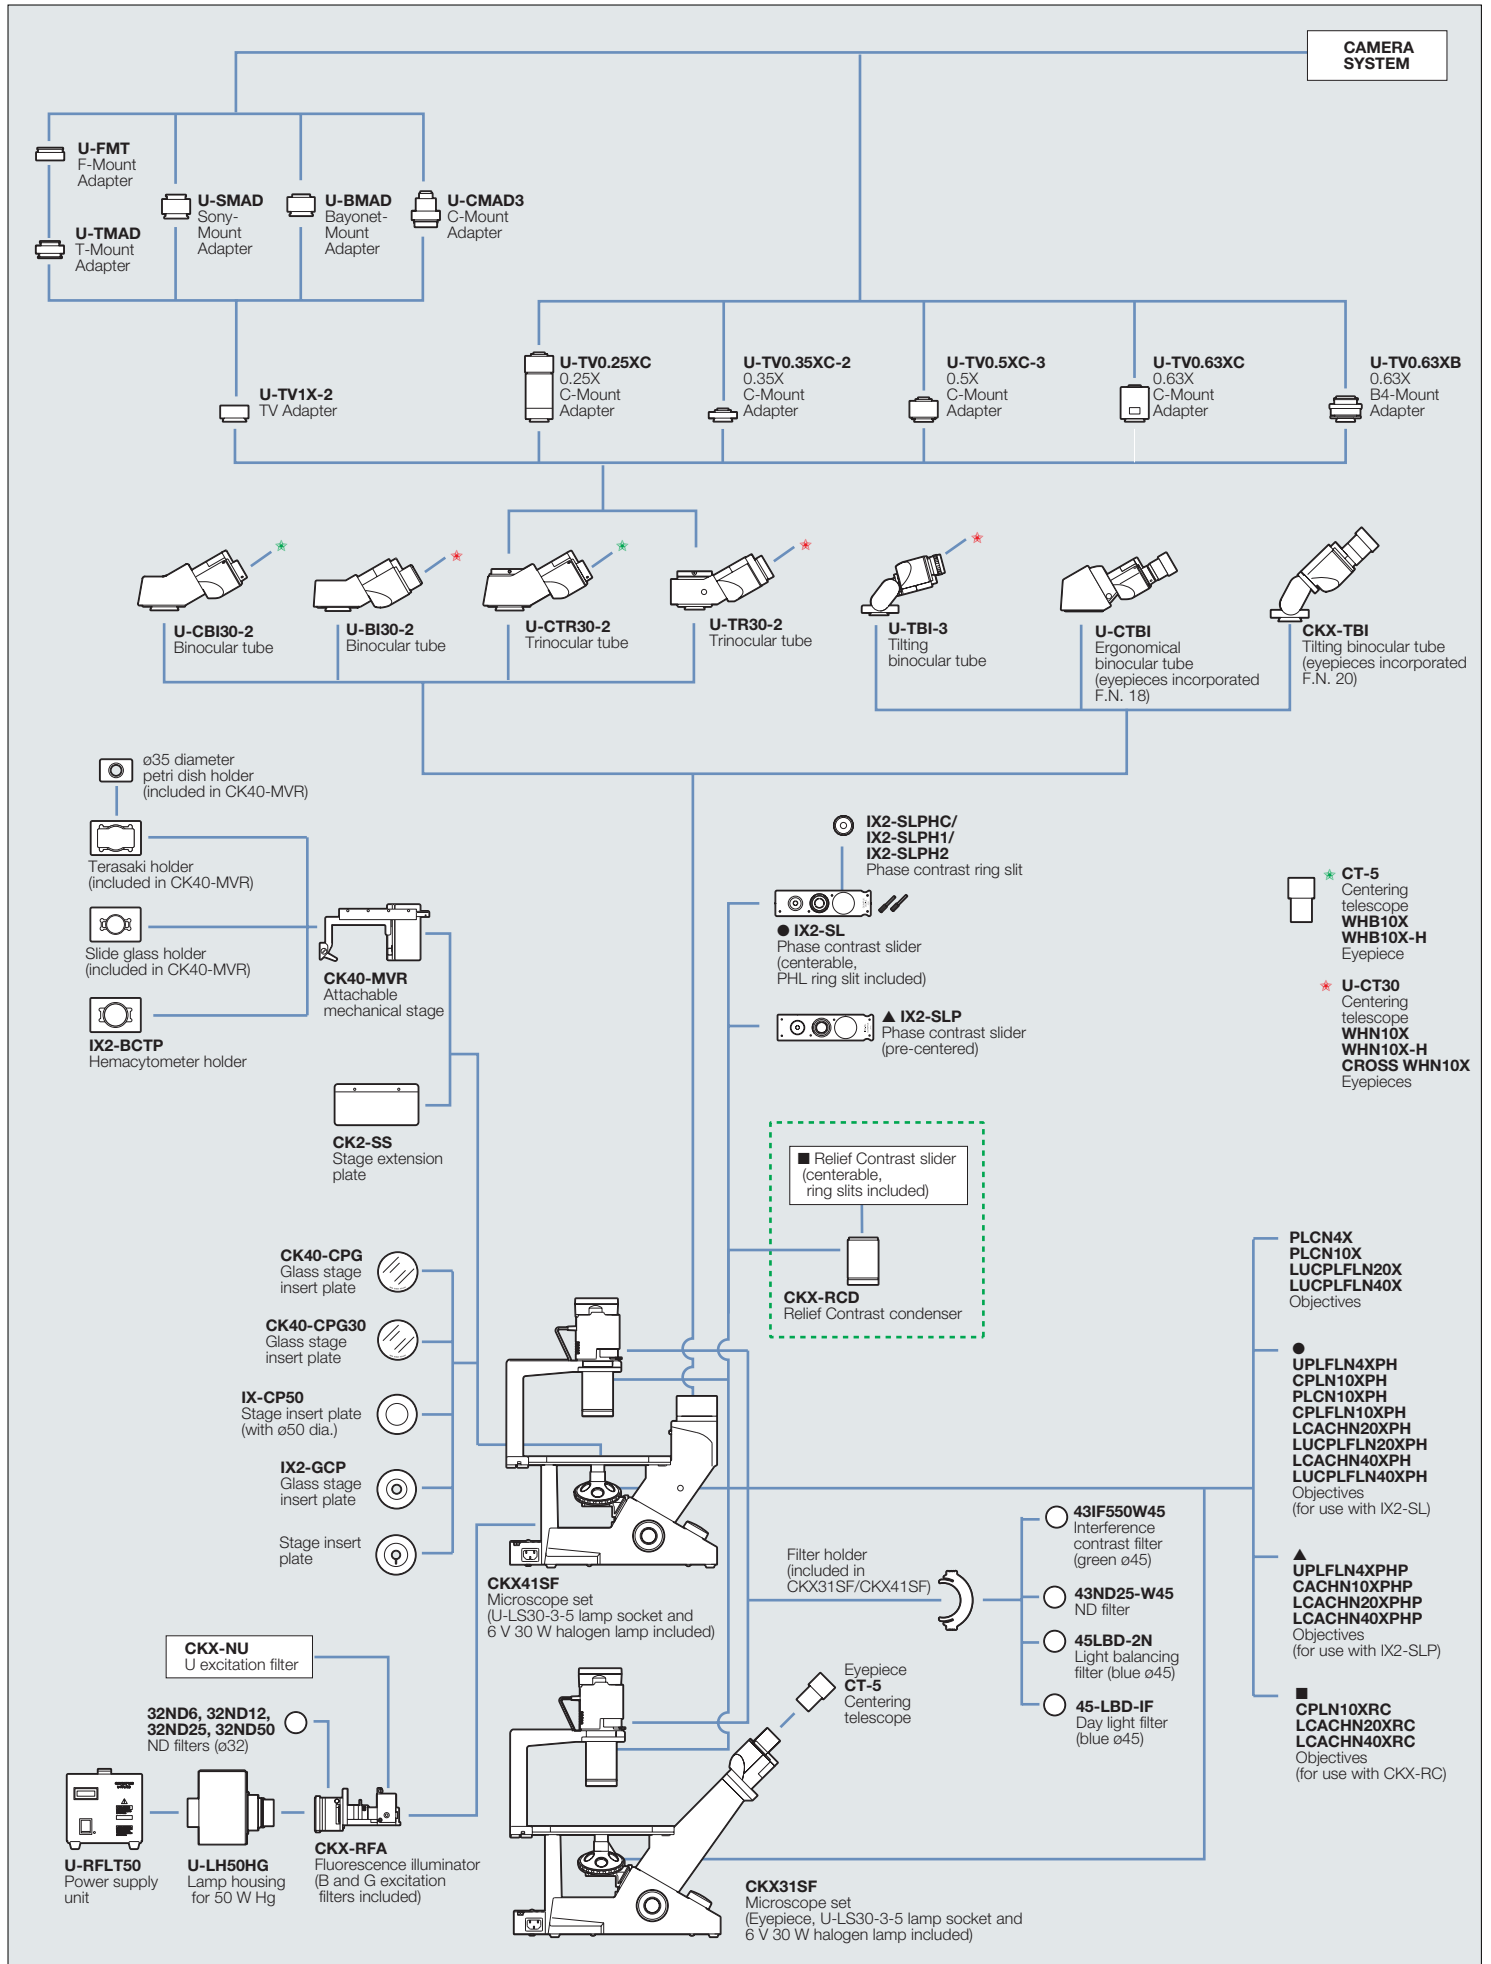 CAMERA
SYSTEM
U-FMT
F-Mount
Adapter
U-TMAD
T-Mount
Adapter
U-SMAD
Sony-
Mount
Adapter
U-BMAD
Bayonet-
Mount
Adapter
U-CMAD3
C-Mount
Adapter
U-TV1X-2
TV Adapter
U-TV0.25XC
0.25X
C-Mount
Adapter
U-TV0.35XC-2
0.35X
C-Mount
Adapter
U-TV0.5XC-3
0.5X
C-Mount
Adapter
U-TV0.63XC
0.63X
C-Mount
Adapter
U-TV0.63XB
0.63X
B4-Mount
Adapter
U-CBI30-2
Binocular tube
U-BI30-2
Binocular tube
U-CTR30-2
Trinocular tube
U-TR30-2
Trinocular tube
U-TBI-3
Tilting
binocular tube
U-CTBI
Ergonomical
binocular tube
(eyepieces incorporated
F.N. 18)
CKX-TBI
Tilting binocular tube
(eyepieces incorporated
F.N. 20)
ø35 diameter
petri dish holder
(included in CK40-MVR)
Terasaki holder
(included in CK40-MVR)
Slide glass holder
(included in CK40-MVR)
IX2-BCTP
Hemacytometer holder
CK40-MVR
Attachable
mechanical stage
CK2-SS
Stage extension
plate
IX2-SLPHC/
IX2-SLPH1/
IX2-SLPH2
Phase contrast ring slit
● IX2-SL
Phase contrast slider
(centerable,
PHL ring slit included)
▲ IX2-SLP
Phase contrast slider
(pre-centered)
■ Relief Contrast slider
(centerable,
ring slits included)
CKX-RCD
Relief Contrast condenser
CT-5
Centering
telescope
WHB10X
WHB10X-H
Eyepiece
U-CT30
Centering
telescope
WHN10X
WHN10X-H
CROSS WHN10X
Eyepieces
CK40-CPG
Glass stage
insert plate
CK40-CPG30
Glass stage
insert plate
IX-CP50
Stage insert plate
(with ø50 dia.)
IX2-GCP
Glass stage
insert plate
Stage insert
plate
CKX41SF
Microscope set
(U-LS30-3-5 lamp socket and
6 V 30 W halogen lamp included)
PLCN4X
PLCN10X
LUCPLFLN20X
LUCPLFLN40X
Objectives
●
UPLFLN4XPH
CPLN10XPH
PLCN10XPH
CPLFLN10XPH
LCACHN20XPH
LUCPLFLN20XPH
LCACHN40XPH
LUCPLFLN40XPH
Objectives
(for use with IX2-SL)
▲
UPLFLN4XPHP
CACHN10XPHP
LCACHN20XPHP
LCACHN40XPHP
Objectives
(for use with IX2-SLP)
■
CPLN10XRC
LCACHN20XRC
LCACHN40XRC
Objectives
(for use with CKX-RC)
Filter holder
(included in
CKX31SF/CKX41SF)
43IF550W45
Interference
contrast filter
(green ø45)
43ND25-W45
ND filter
45LBD-2N
Light balancing
filter (blue ø45)
45-LBD-IF
Day light filter
(blue ø45)
CKX-NU
U excitation filter
32ND6, 32ND12,
32ND25, 32ND50
ND filters (ø32)
U-RFLT50
Power supply
unit
U-LH50HG
Lamp housing
for 50 W Hg
CKX-RFA
Fluorescence illuminator
(B and G excitation
filters included)
Eyepiece
CT-5
Centering
telescope
CKX31SF
Microscope set
(Eyepiece, U-LS30-3-5 lamp socket and
6 V 30 W halogen lamp included)